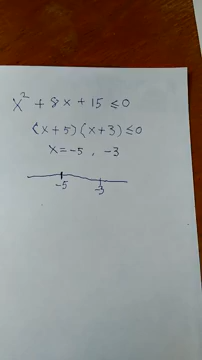 x² + 8x + 15 ≤ 0
(x + 5) (x + 3) ≤ 0
x = -5 , -3
-5 -3